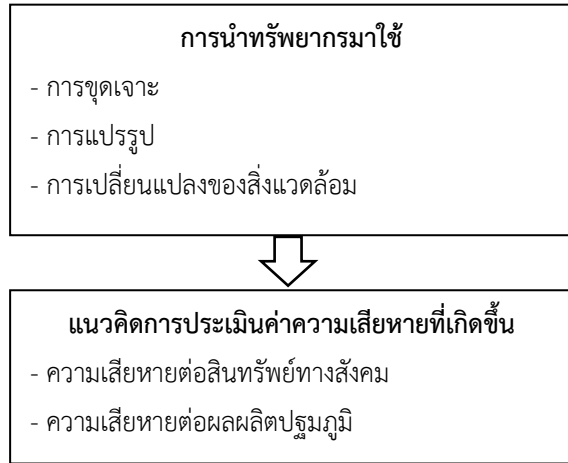 การนำทรัพยากรมาใช้
- การขุดเจาะ
- การแปรรูป
- การเปลี่ยนแปลงของสิ่งแวดล้อม
แนวคิดการประเมินค่าความเสียหายที่เกิดขึ้น
- ความเสียหายต่อสินทรัพย์ทางสังคม
- ความเสียหายต่อผลผลิตปฐมภูมิ